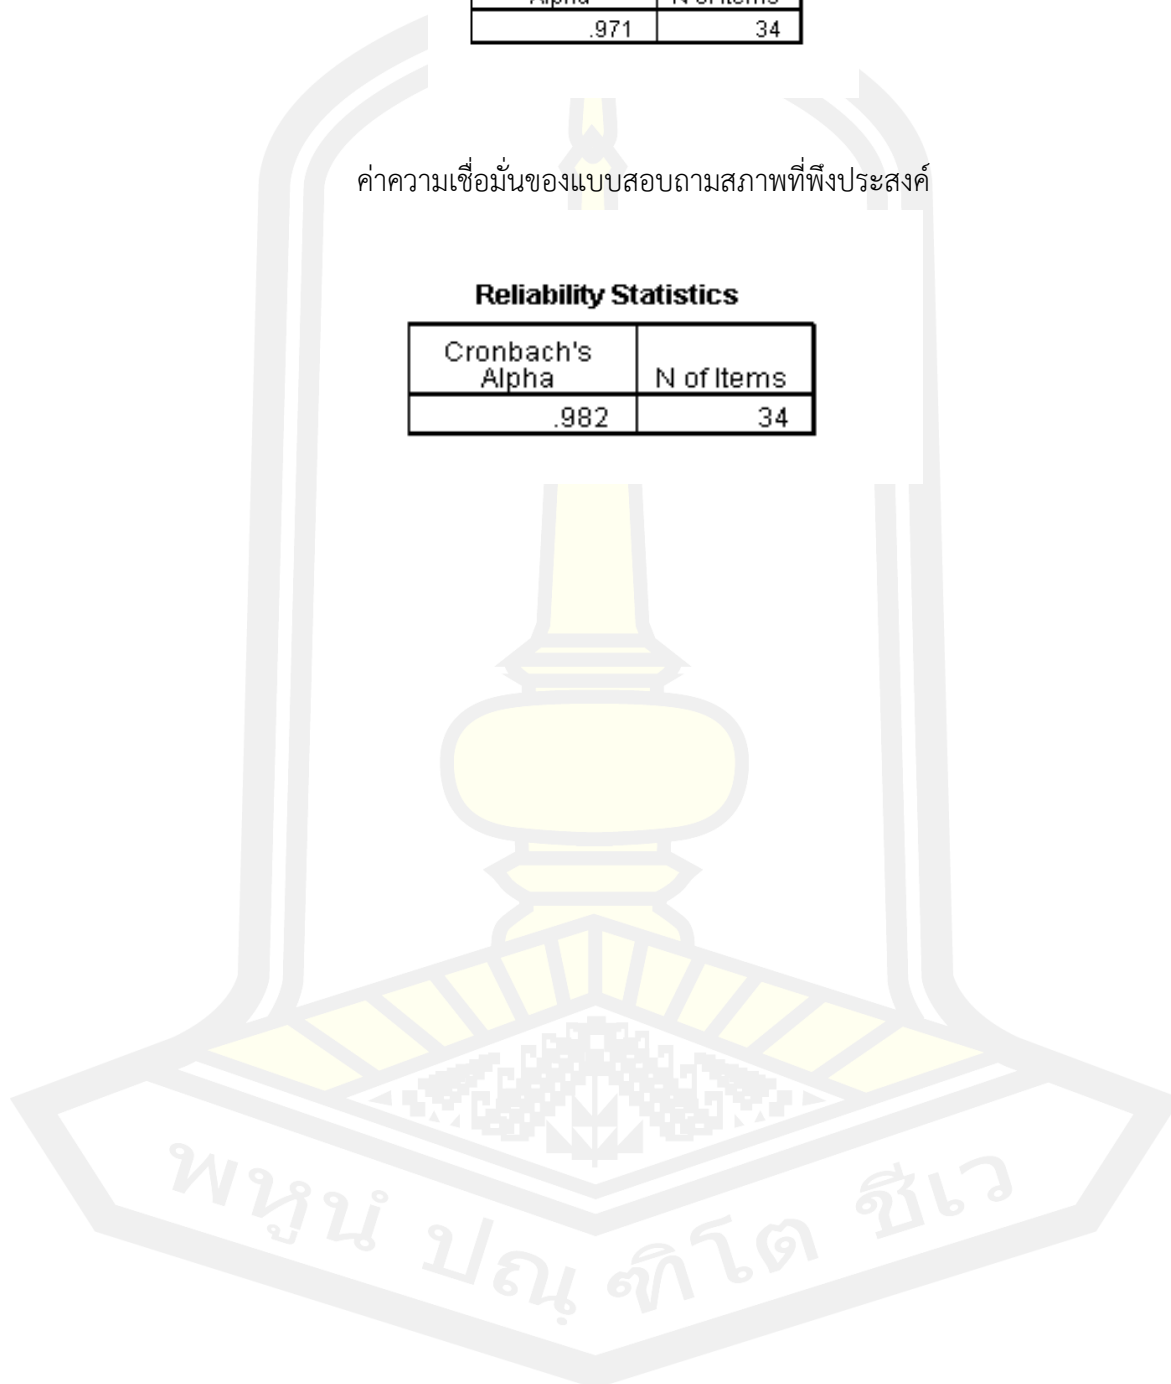 Alpha N of Items
.971 34
ค่าความเชื่อมั่นของแบบสอบถามสภาพที่พึงประสงค์
Reliability Statistics
Cronbach's
Alpha N of Items
.982 34
พหูนํ ปณฺฑิโต ชีเว